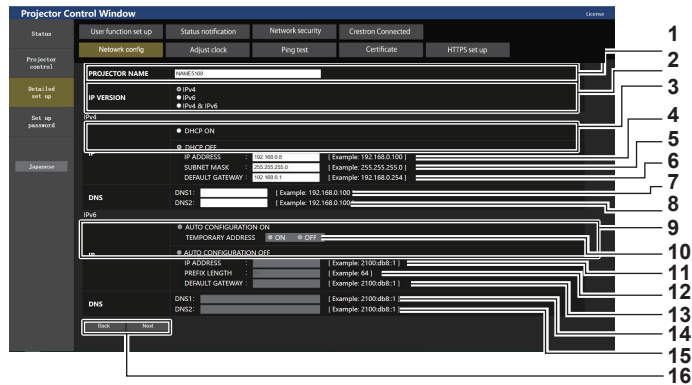 Projector Control Window
License
Status
Projector
control
Detailed
set up
Set up
password
Japanese
User function set up
Status notification
Network security
Crestron Connected
Netowrk config
Adjust clock
Ping test
Certificate
HTTPS set up
PROJECTOR NAME
NAME5168
IP VERSION
IPv4
IPv6
IPv4 & IPv6
IPv4
IP
DHCP ON
DHCP OFF
IP ADDRESS : 192.168.0.8 [ Example: 192.168.0.100 ]
SUBNET MASK : 255.255.255.0 [ Example: 255.255.255.0 ]
DEFAULT GATEWAY : 192.168.0.1 [ Example: 192.168.0.254 ]
DNS
DNS1: [ Example: 192.168.0.100 ]
DNS2: [ Example: 192.168.0.100 ]
IPv6
IP
AUTO CONFIGURATION ON
TEMPORARY ADDRESS ON OFF
AUTO CONFIGURATION OFF
IP ADDRESS : [ Example: 2100:db8::1 ]
PREFIX LENGTH : [ Example: 64 ]
DEFAULT GATEWAY : [ Example: 2100:db8::1 ]
DNS
DNS1: [ Example: 2100:db8::1 ]
DNS2: [ Example: 2100:db8::1 ]
Back
Next
1
2
3
4
5
6
7
8
9
10
11
12
13
14
15
16